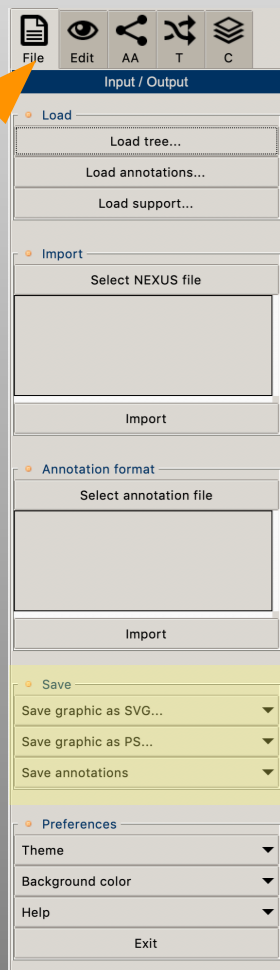 File
Edit
AA
T
C
Input / Output
Load
Load tree...
Load annotations...
Load support...
Import
Select NEXUS file
Import
Annotation format
Select annotation file
Import
Save
Save graphic as SVG...
Save graphic as PS...
Save annotations
Preferences
Theme
Background color
Help
Exit